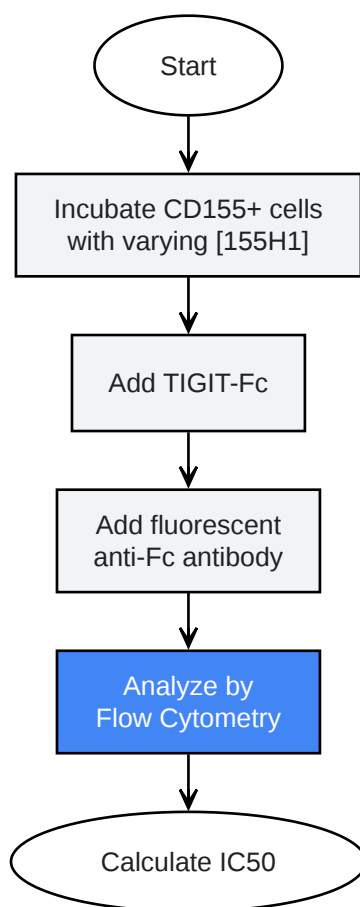 Start
Incubate CD155+ cells
with varying [155H1]
Add TIGIT-Fc
Add fluorescent
anti-Fc antibody
Analyze by
Flow Cytometry
Calculate IC50